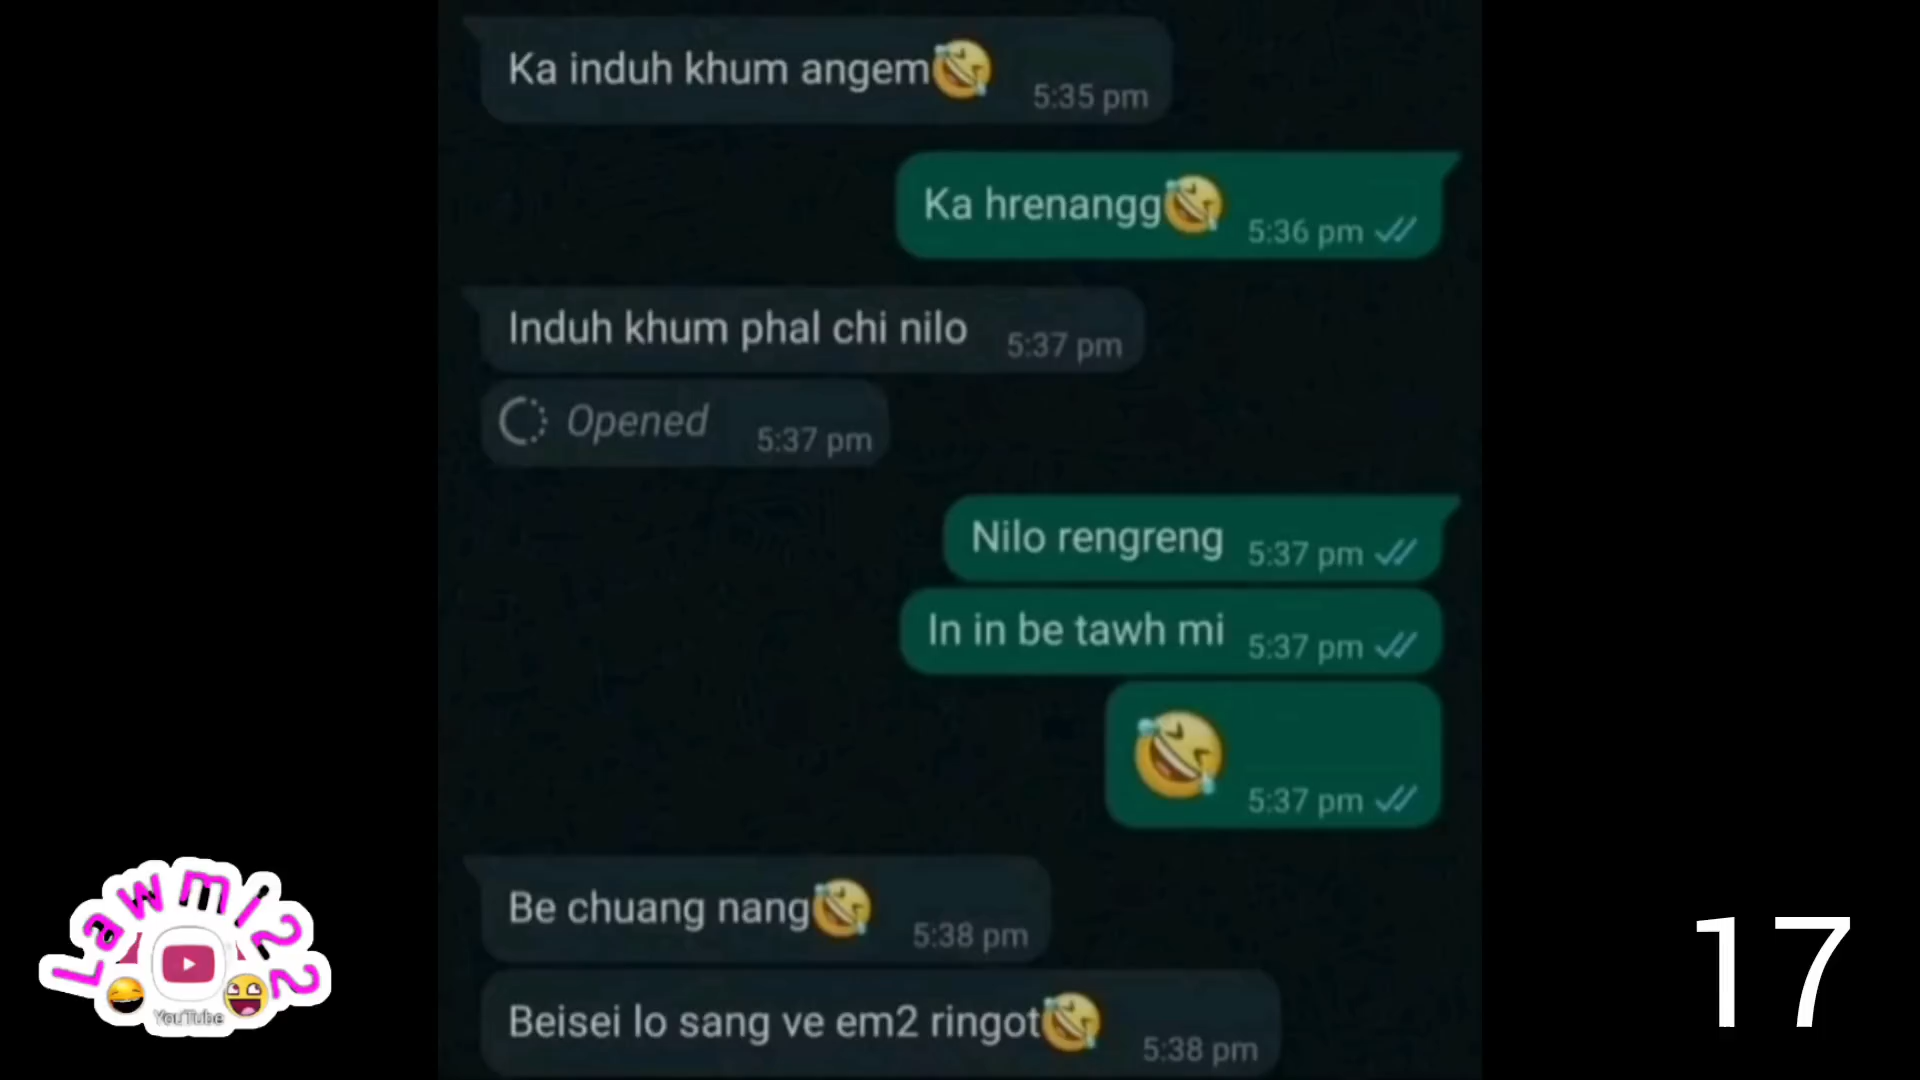 Ka induh khum angem🤣 5:35 pm
Ka hrenangg🤣 5:36 pm
Induh khum phal chi nilo 5:37 pm
Opened 5:37 pm
Nilo rengreng 5:37 pm
In in be tawh mi 5:37 pm
🤣 5:37 pm
Be chuang nang🤣 5:38 pm
Beisei lo sang ve em2 ringot🤣 5:38 pm
Lawmi22
YouTube
17